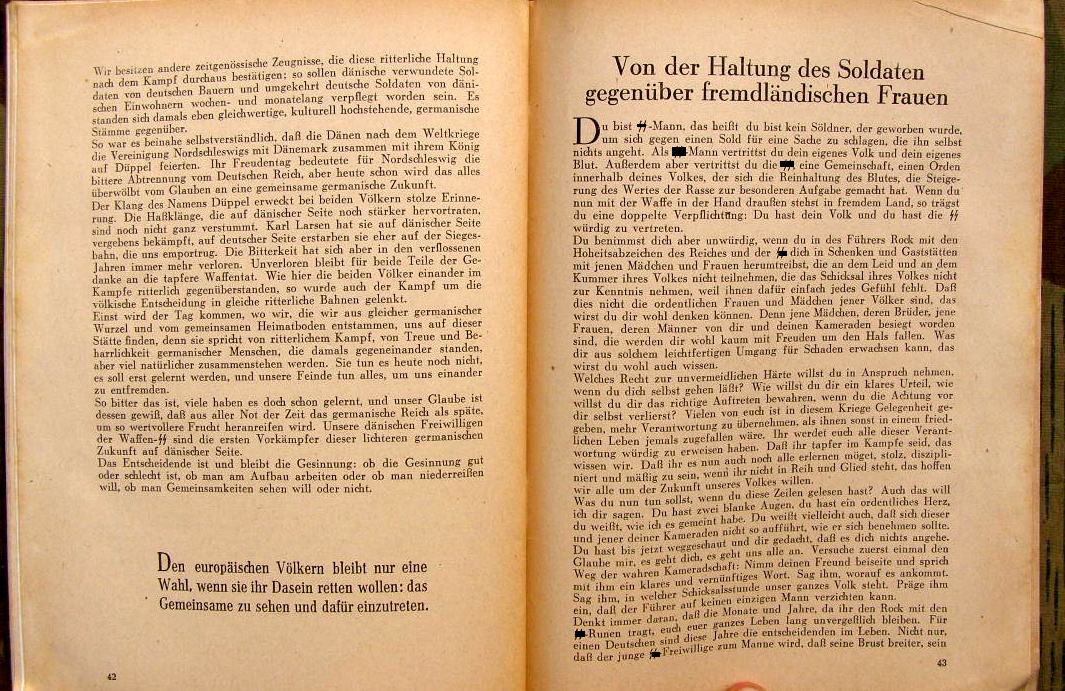 Wir besitzen andere zeitgenössische Zeugnisse, die diese ritterliche Haltung
nach dem Kampf durchaus bestätigen; so sollen dänische verwundete Sol-
daten von deutschen Bauern und umgekehrt deutsche Soldaten von däni-
schen Einwohnern wochen- und monatelang verpflegt worden sein. Es
standen sich damals eben gleichwertige, kulturell hochstehende, germanische
Stämme gegenüber.
So war es beinahe selbstverständlich, daß die Dänen nach dem Weltkriege
die Vereinigung Nordschleswigs mit Dänemark zusammen mit ihrem König
auf Düppel feierten. Ihr Freudentag bedeutete für Nordschleswig die
bittere Abtrennung vom Deutschen Reich, aber heute schon wird das alles
überwölbt vom Glauben an eine gemeinsame germanische Zukunft.
Der Klang des Namens Düppel erweckt bei beiden Völkern stolze Erinne-
rung. Die Haßklänge, die auf dänischer Seite noch stärker hervortraten,
sind noch nicht ganz verstummt. Karl Larsen hat sie auf dänischer Seite
vergebens bekämpft, auf deutscher Seite erstarben sie eher auf der Sieges-
bahn, die uns emportrug. Die Bitterkeit hat sich aber in den verflossenen
Jahren immer mehr verloren. Unverloren bleibt für beide Teile der Ge-
danke an die tapfere Waffentat. Wie hier die beiden Völker einander im
Kampfe ritterlich gegenüberstanden, so wurde auch der Kampf um die
völkische Entscheidung in gleiche ritterliche Bahnen gelenkt.
Einst wird der Tag kommen, wo wir, die wir aus gleicher germanischer
Wurzel und vom gemeinsamen Heimatboden entstammen, uns auf dieser
Stätte finden, denn sie spricht von ritterlichem Kampf, von Treue und Be-
harrlichkeit germanischer Menschen, die damals gegeneinander standen,
aber viel natürlicher zusammenstehen werden. Sie tun es heute noch nicht,
es soll erst gelernt werden, und unsere Feinde tun alles, um uns einander
zu entfremden.
So bitter das ist, viele haben es doch schon gelernt, und unser Glaube ist
dessen gewiß, daß aus aller Not der Zeit das germanische Reich als späte,
um so wertvollere Frucht heranreifen wird. Unsere dänischen Freiwilligen
der Waffen-ᛋᛋ sind die ersten Vorkämpfer dieser lichteren germanischen
Zukunft auf dänischer Seite.
Das Entscheidende ist und bleibt die Gesinnung: ob die Gesinnung gut
oder schlecht ist, ob man am Aufbau arbeiten oder ob man niederreißen
will, ob man Gemeinsamkeiten sehen will oder nicht.
Den europäischen Völkern bleibt nur eine
Wahl, wenn sie ihr Dasein retten wollen: das
Gemeinsame zu sehen und dafür einzutreten.
42
Von der Haltung des Soldaten
gegenüber fremdländischen Frauen
Du bist ᛋᛋ-Mann, das heißt du bist kein Söldner, der geworben wurde,
um sich gegen einen Sold für eine Sache zu schlagen, die ihn selbst
nichts angeht. Als -Mann vertrittst du dein eigenes Volk und dein eigenes
Blut. Außerdem aber vertrittst du die eine Gemeinschaft, einen Orden
innerhalb deines Volkes, der sich die Reinhaltung des Blutes, die Steige-
rung des Wertes der Rasse zur besonderen Aufgabe gemacht hat. Wenn du
nun mit der Waffe in der Hand draußen stehst in fremdem Land, so trägst
du eine doppelte Verpflichtung: Du hast dein Volk und du hast die ᛋᛋ
würdig zu vertreten.
Du benimmst dich aber unwürdig, wenn du in des Führers Rock mit den
Hoheitsabzeichen des Reiches und der ᛋᛋ dich in Schenken und Gaststätten
mit jenen Mädchen und Frauen herumtreibst, die an dem Leid und an dem
Kummer ihres Volkes nicht teilnehmen, die das Schicksal ihres Volkes nicht
zur Kenntnis nehmen, weil ihnen dafür einfach jedes Gefühl fehlt. Daß
dies nicht die ordentlichen Frauen und Mädchen jener Völker sind, das
wirst du dir wohl denken können. Denn jene Mädchen, deren Brüder, jene
Frauen, deren Männer von dir und deinen Kameraden besiegt worden
sind, die werden dir wohl kaum mit Freuden um den Hals fallen. Was
dir aus solchem leichtfertigen Umgang für Schaden erwachsen kann, das
wirst du wohl auch wissen.
Welches Recht zur unvermeidlichen Härte willst du in Anspruch nehmen,
wenn du dich selbst gehen läßt? Wie willst du dir ein klares Urteil, wie
willst du dir das richtige Auftreten bewahren, wenn du die Achtung vor
dir selbst verlierst? Vielen von euch ist in diesem Kriege Gelegenheit ge-
geben, mehr Verantwortung zu übernehmen, als ihnen sonst in einem fried-
lichen Leben jemals zugefallen wäre. Ihr werdet euch alle dieser Verant-
wortung würdig zu erweisen haben. Daß ihr tapfer im Kampfe seid, das
wissen wir. Daß ihr es nun auch noch alle erlernen möget, stolz, diszipli-
niert und mäßig zu sein, wenn ihr nicht in Reih und Glied steht, das hoffen
wir alle um der Zukunft unseres Volkes willen.
Was du nun tun sollst, wenn du diese Zeilen gelesen hast? Auch das will
ich dir sagen. Du hast zwei blanke Augen, du hast ein ordentliches Herz,
du weißt, wie ich es gemeint habe. Du weißt vielleicht auch, daß sich dieser
und jener deiner Kameraden nicht so aufführt, wie er sich benehmen sollte.
Du hast bis jetzt weggeschaut und dir gedacht, daß es dich nichts angehe.
Glaube mir, es geht dich, es geht uns alle an. Versuche zuerst einmal den
Weg der wahren Kameradschaft: Nimm deinen Freund beiseite und sprich
mit ihm ein klares und vernünftiges Wort. Sag ihm, worauf es ankommt.
Sag ihm, in welcher Schicksalsstunde unser ganzes Volk steht. Präge ihm
ein, daß der Führer auf keinen einzigen Mann verzichten kann.
Denkt immer daran, daß die Monate und Jahre, da ihr den Rock mit den
-Runen tragt, euch euer ganzes Leben lang unvergeßlich bleiben. Für
einen Deutschen sind diese Jahre die entscheidenden im Leben. Nicht nur,
daß der junge -Freiwillige zum Manne wird, daß seine Brust breiter, sein
43